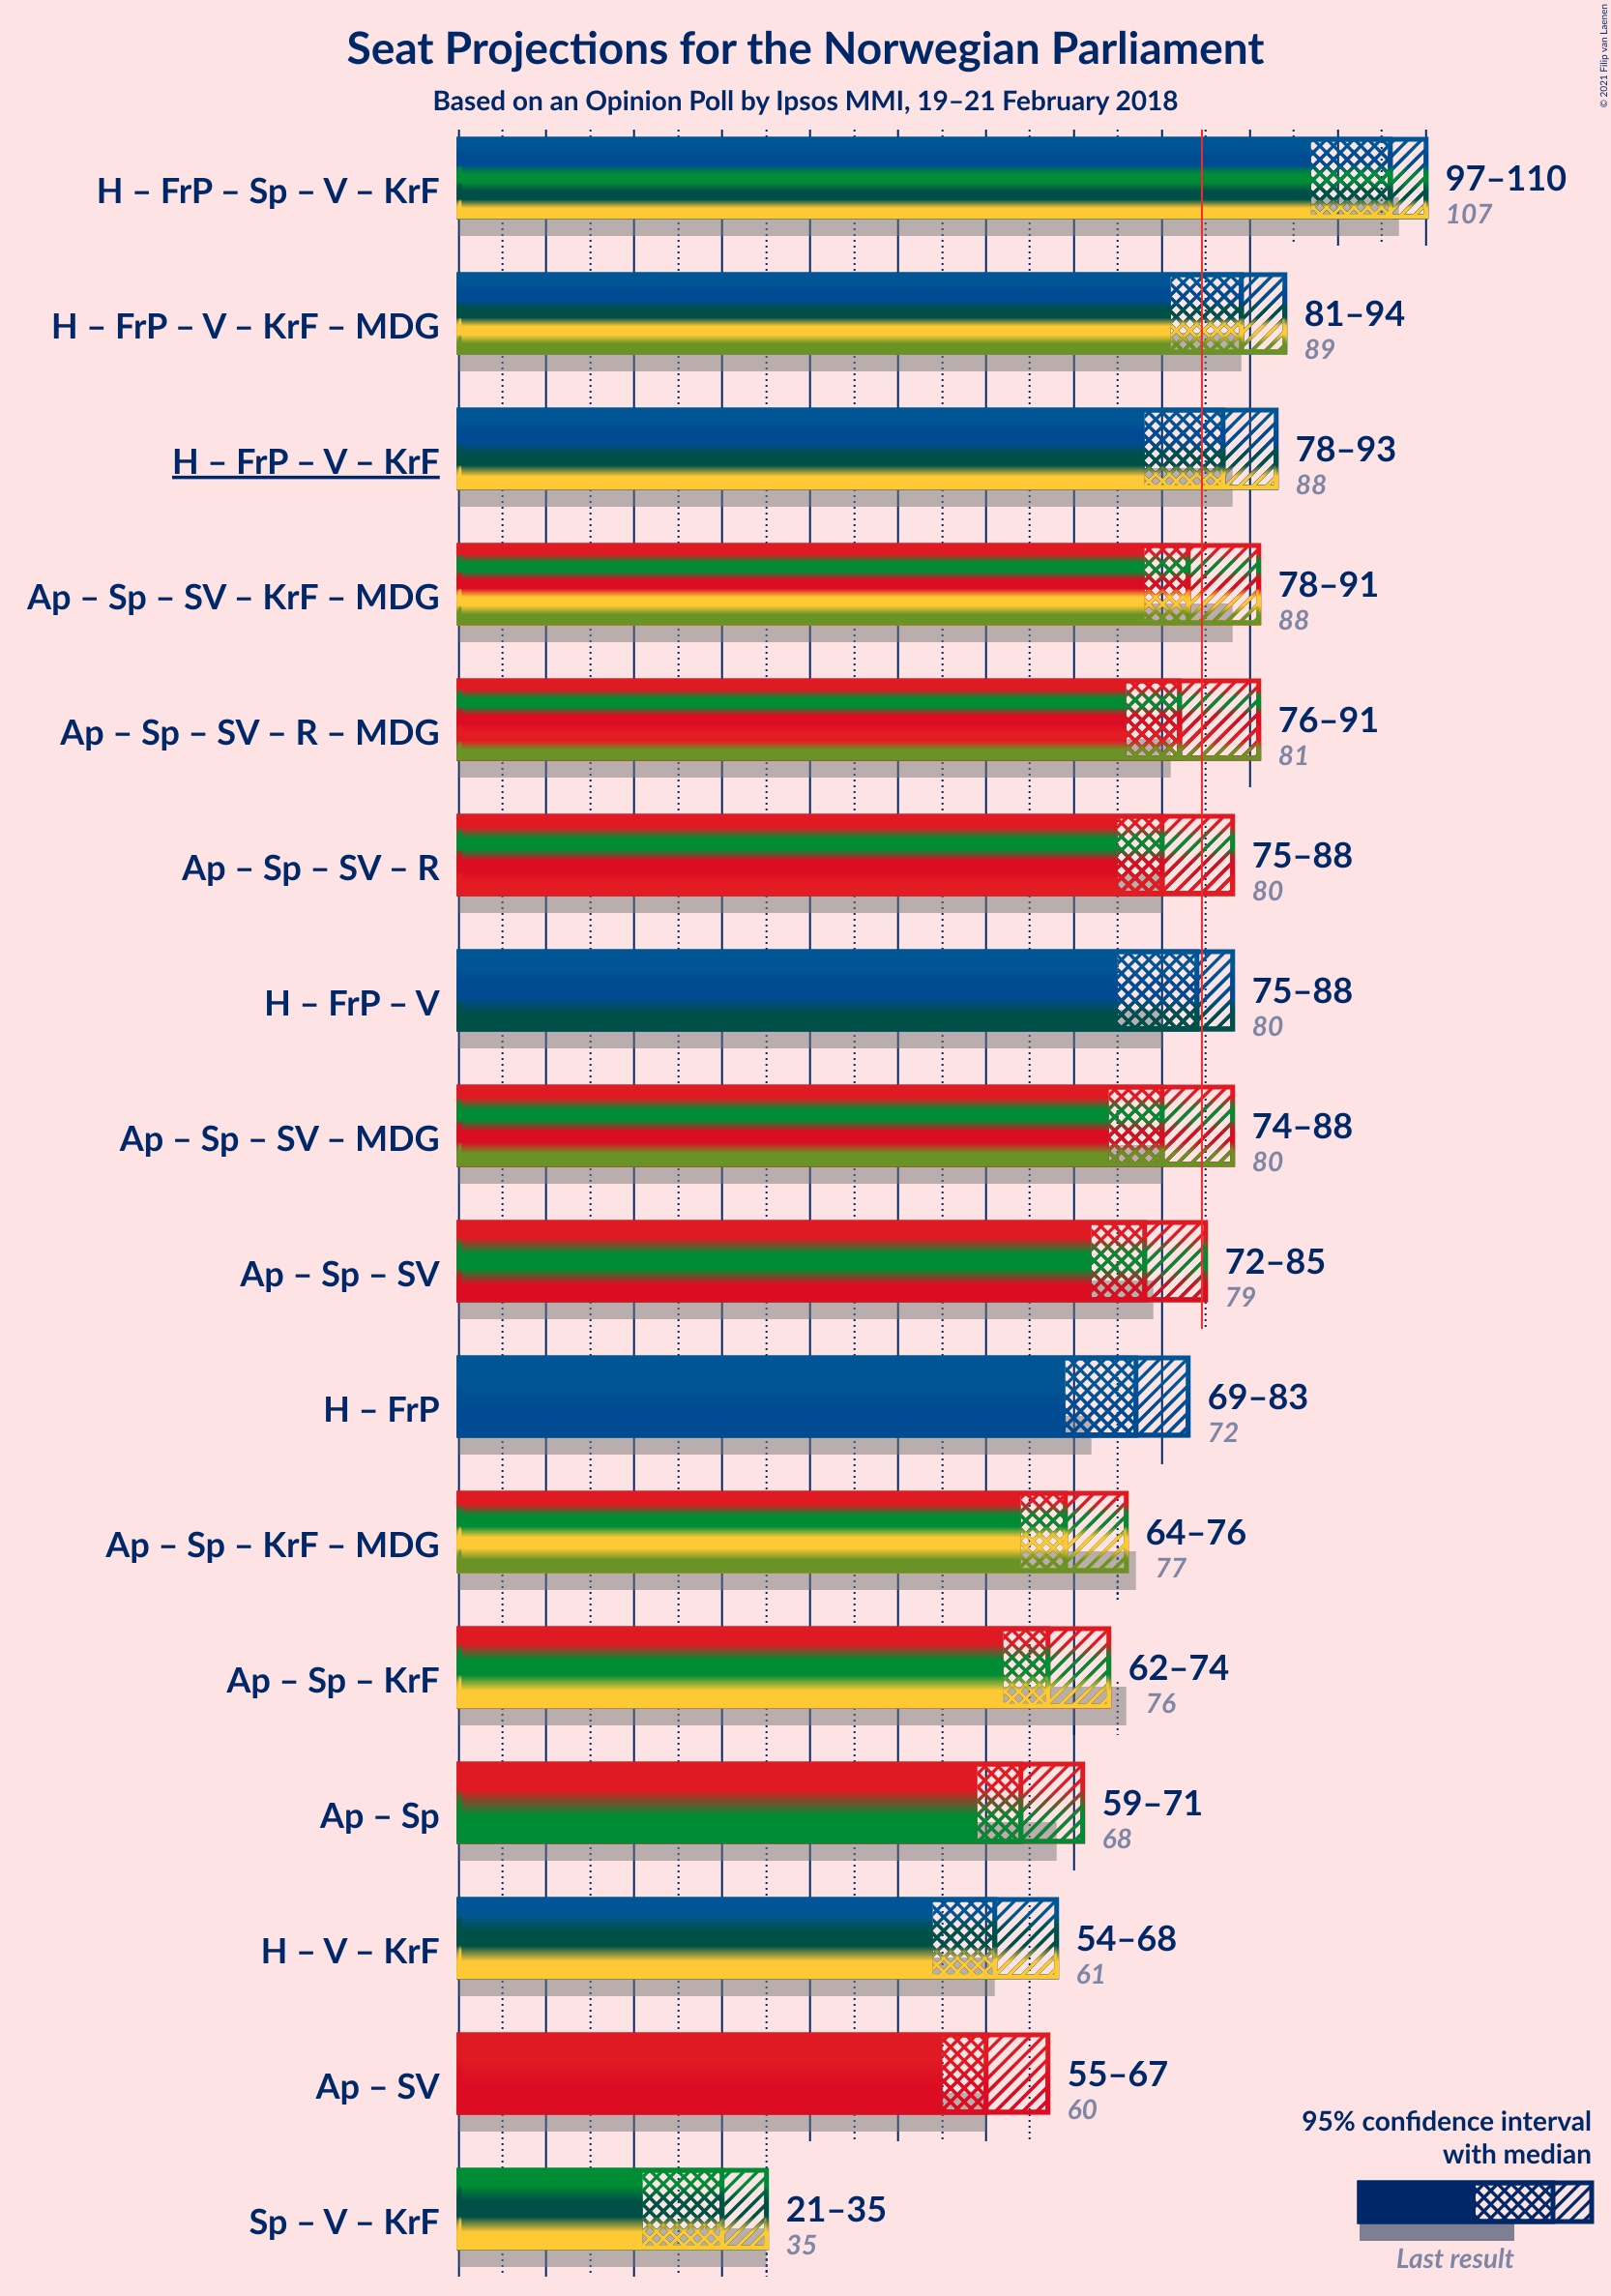 © 2021 Filip van Laenen
Seat Projections for the Norwegian Parliament
Based on an Opinion Poll by Ipsos MMI, 19–21 February 2018
H – FrP – Sp – V – KrF
97–110
107
H – FrP – V – KrF – MDG
81–94
89
H – FrP – V – KrF
78–93
88
Ap – Sp – SV – KrF – MDG
78–91
88
Ap – Sp – SV – R – MDG
76–91
81
Ap – Sp – SV – R
75–88
80
H – FrP – V
75–88
80
Ap – Sp – SV – MDG
74–88
80
Ap – Sp – SV
72–85
79
H – FrP
69–83
72
Ap – Sp – KrF – MDG
64–76
77
Ap – Sp – KrF
62–74
76
Ap – Sp
59–71
68
H – V – KrF
54–68
61
Ap – SV
55–67
60
Sp – V – KrF
21–35
35
95% confidence interval
with median
Last result